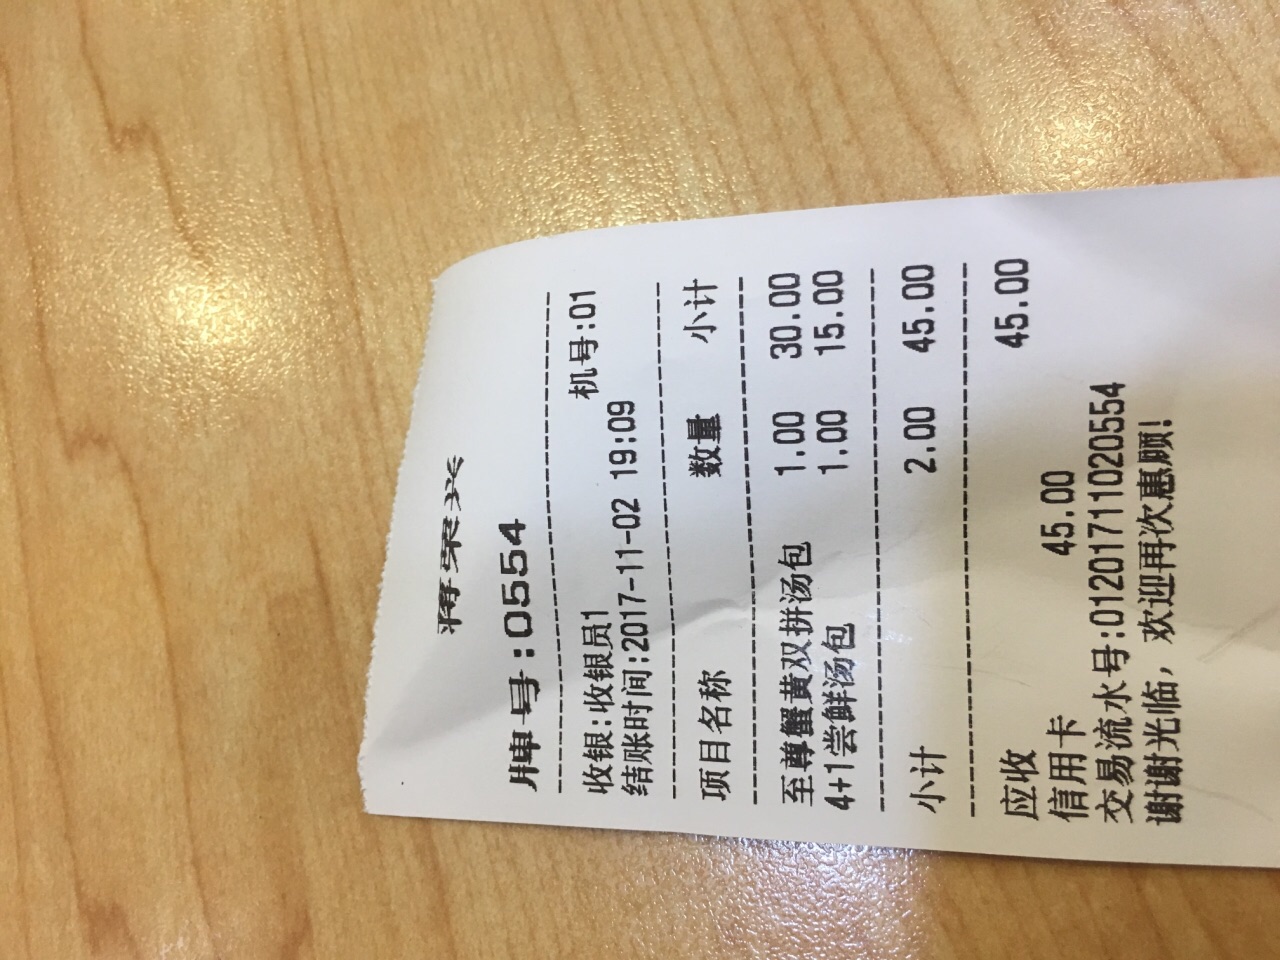 蒋荣兴
牌号:0554
收银:收银员1 机号:01
结账时间:2017-11-02 19:09
项目名称 数量 小计
至尊蟹黄双拼汤包 1.00 30.00
4+1尝鲜汤包 1.00 15.00
小计 2.00 45.00
应收 45.00
信用卡 45.00
交易流水号:01201711020554
谢谢光临,欢迎再次惠顾!